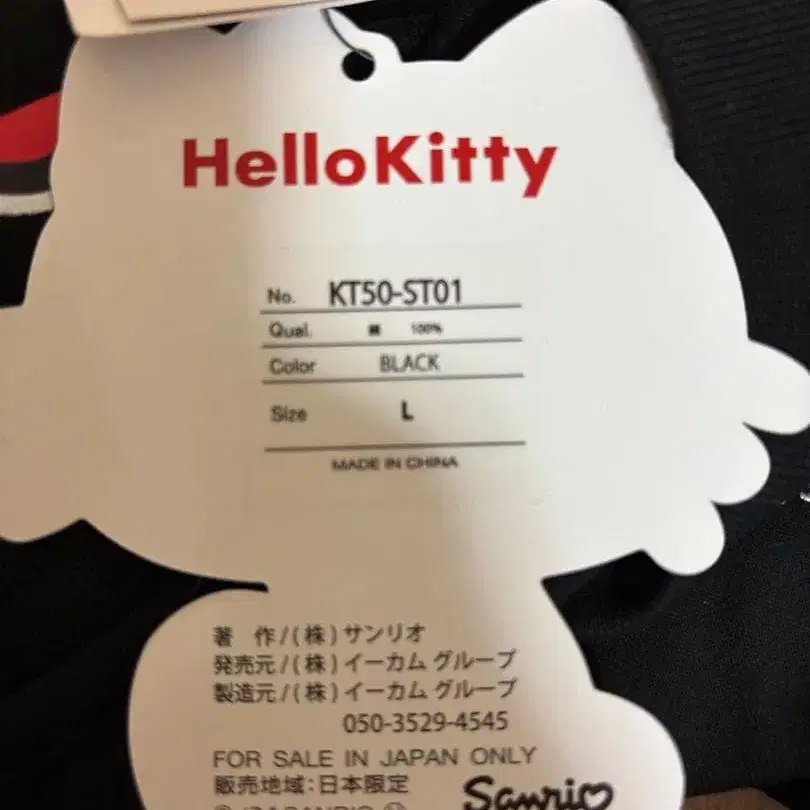 Hello Kitty
No. KT50-ST01
Qual. 綿 100%
Color BLACK
Size L
MADE IN CHINA
著 作/(株)サンリオ
発売元/(株)イーカム グループ
製造元/(株)イーカム グループ
050-3529-4545
FOR SALE IN JAPAN ONLY
販売地域:日本限定
Sanrio